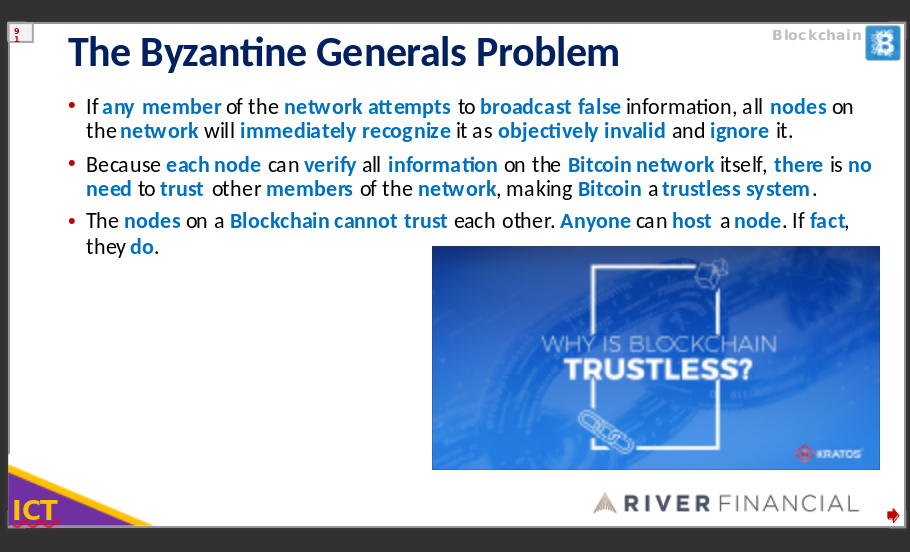 9
1
The Byzantine Generals Problem
Blockchain
• If any member of the network attempts to broadcast false information, all nodes on
the network will immediately recognize it as objectively invalid and ignore it.
• Because each node can verify all information on the Bitcoin network itself, there is no
need to trust other members of the network, making Bitcoin a trustless system.
• The nodes on a Blockchain cannot trust each other. Anyone can host a node. If fact,
they do.
WHY IS BLOCKCHAIN
TRUSTLESS?
KRATOS
ICT
RIVER FINANCIAL